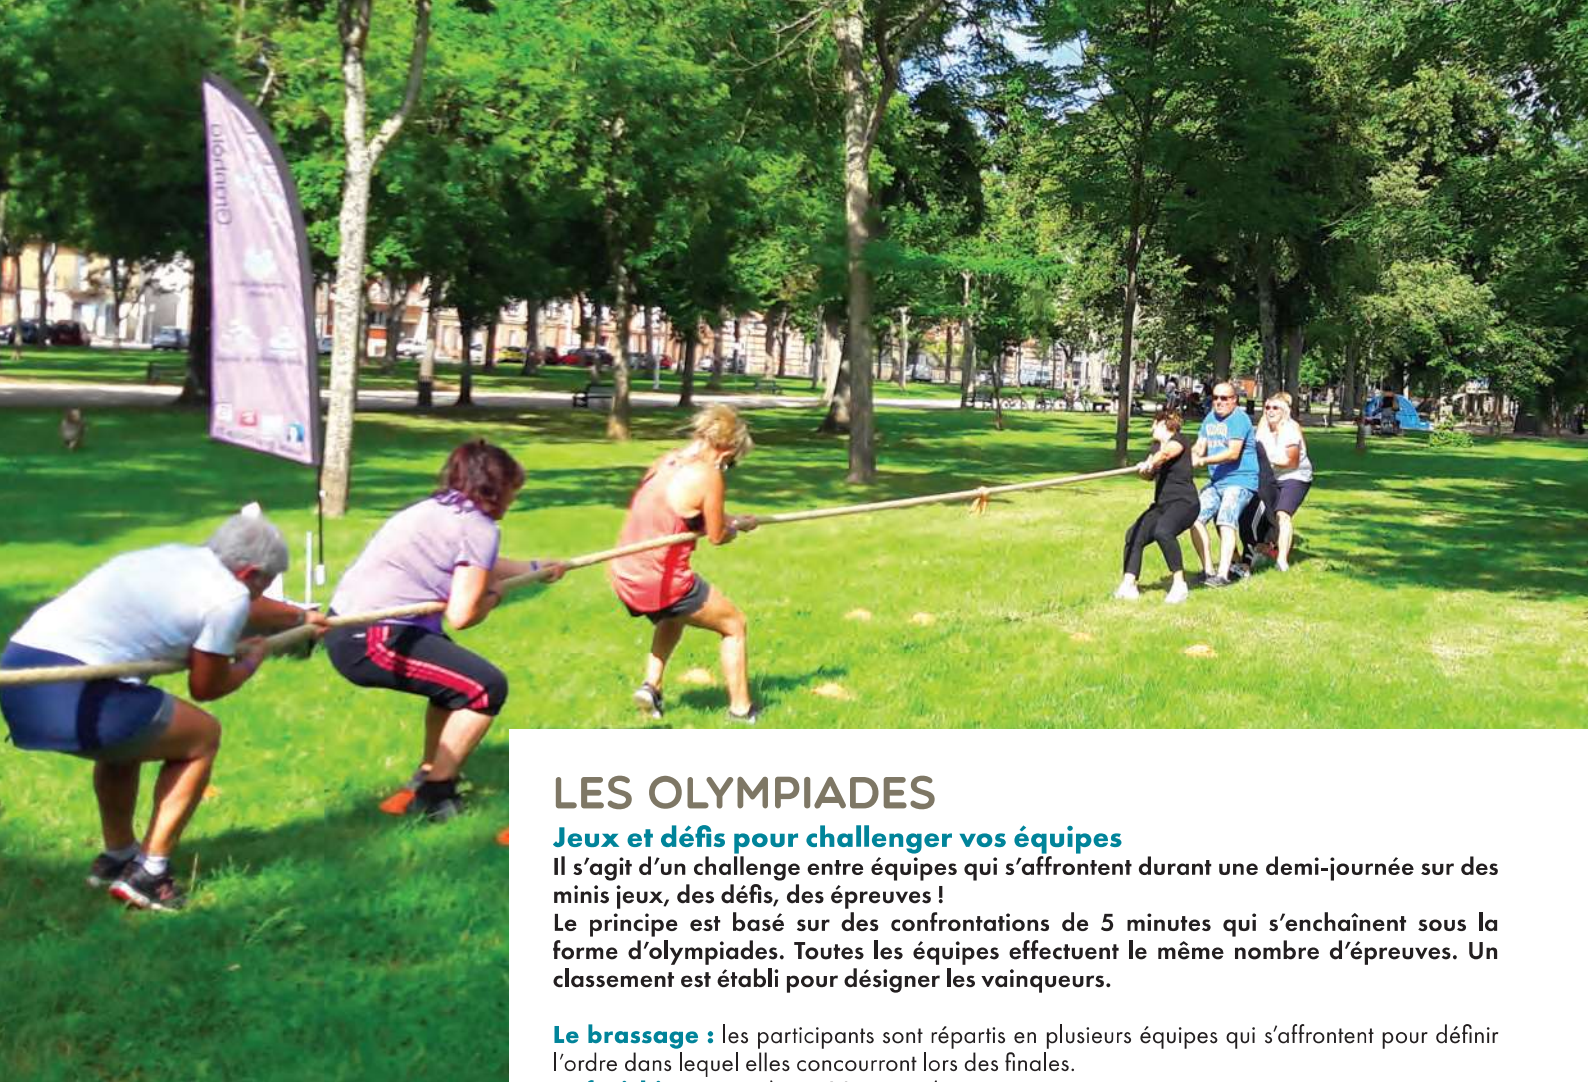 LES OLYMPIADES
Jeux et défis pour challenger vos équipes
Il s’agit d’un challenge entre équipes qui s’affrontent durant une demi-journée sur des
minis jeux, des défis, des épreuves !
Le principe est basé sur des confrontations de 5 minutes qui s’enchaînent sous la
forme d’olympiades. Toutes les équipes effectuent le même nombre d’épreuves. Un
classement est établi pour désigner les vainqueurs.
Le brassage : les participants sont répartis en plusieurs équipes qui s’affrontent pour définir
l’ordre dans lequel elles concourront lors des finales.